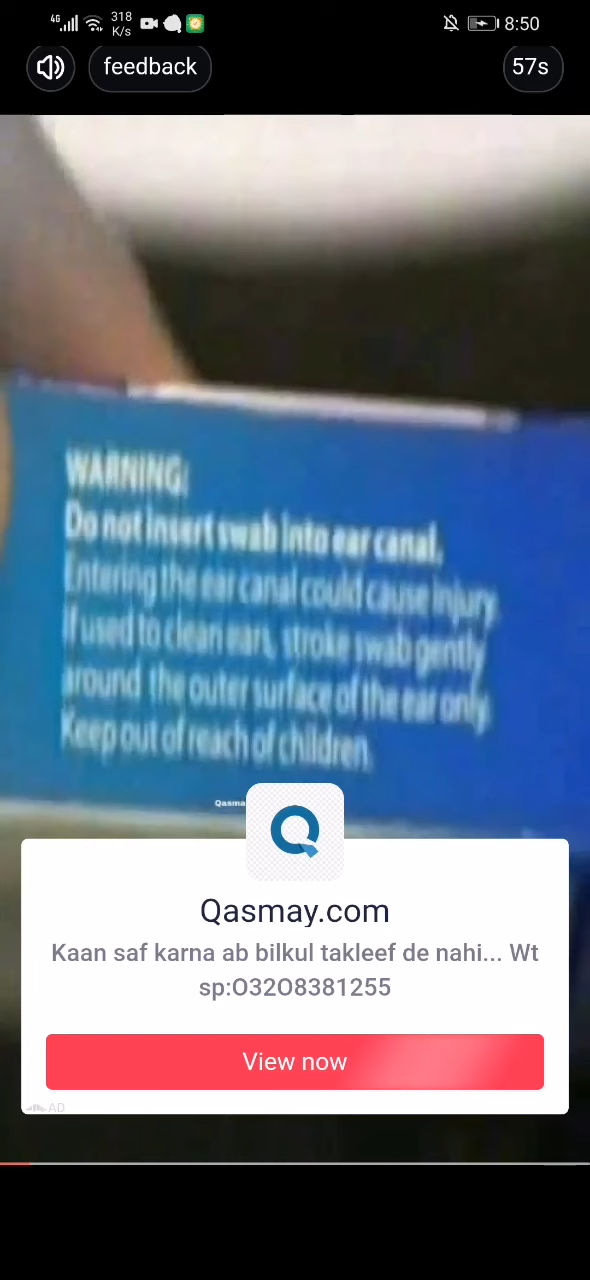 4G
318
K/s
8:50
feedback
57s
WARNING:
Do not insert swab into ear canal.
Entering the ear canal could cause injury.
If used to clean ears, stroke swab gently
around the outer surface of the ear only.
Keep out of reach of children.
Qasma
Qasmay.com
Kaan saf karna ab bilkul takleef de nahi... Wt
sp:O32O8381255
View now
AD